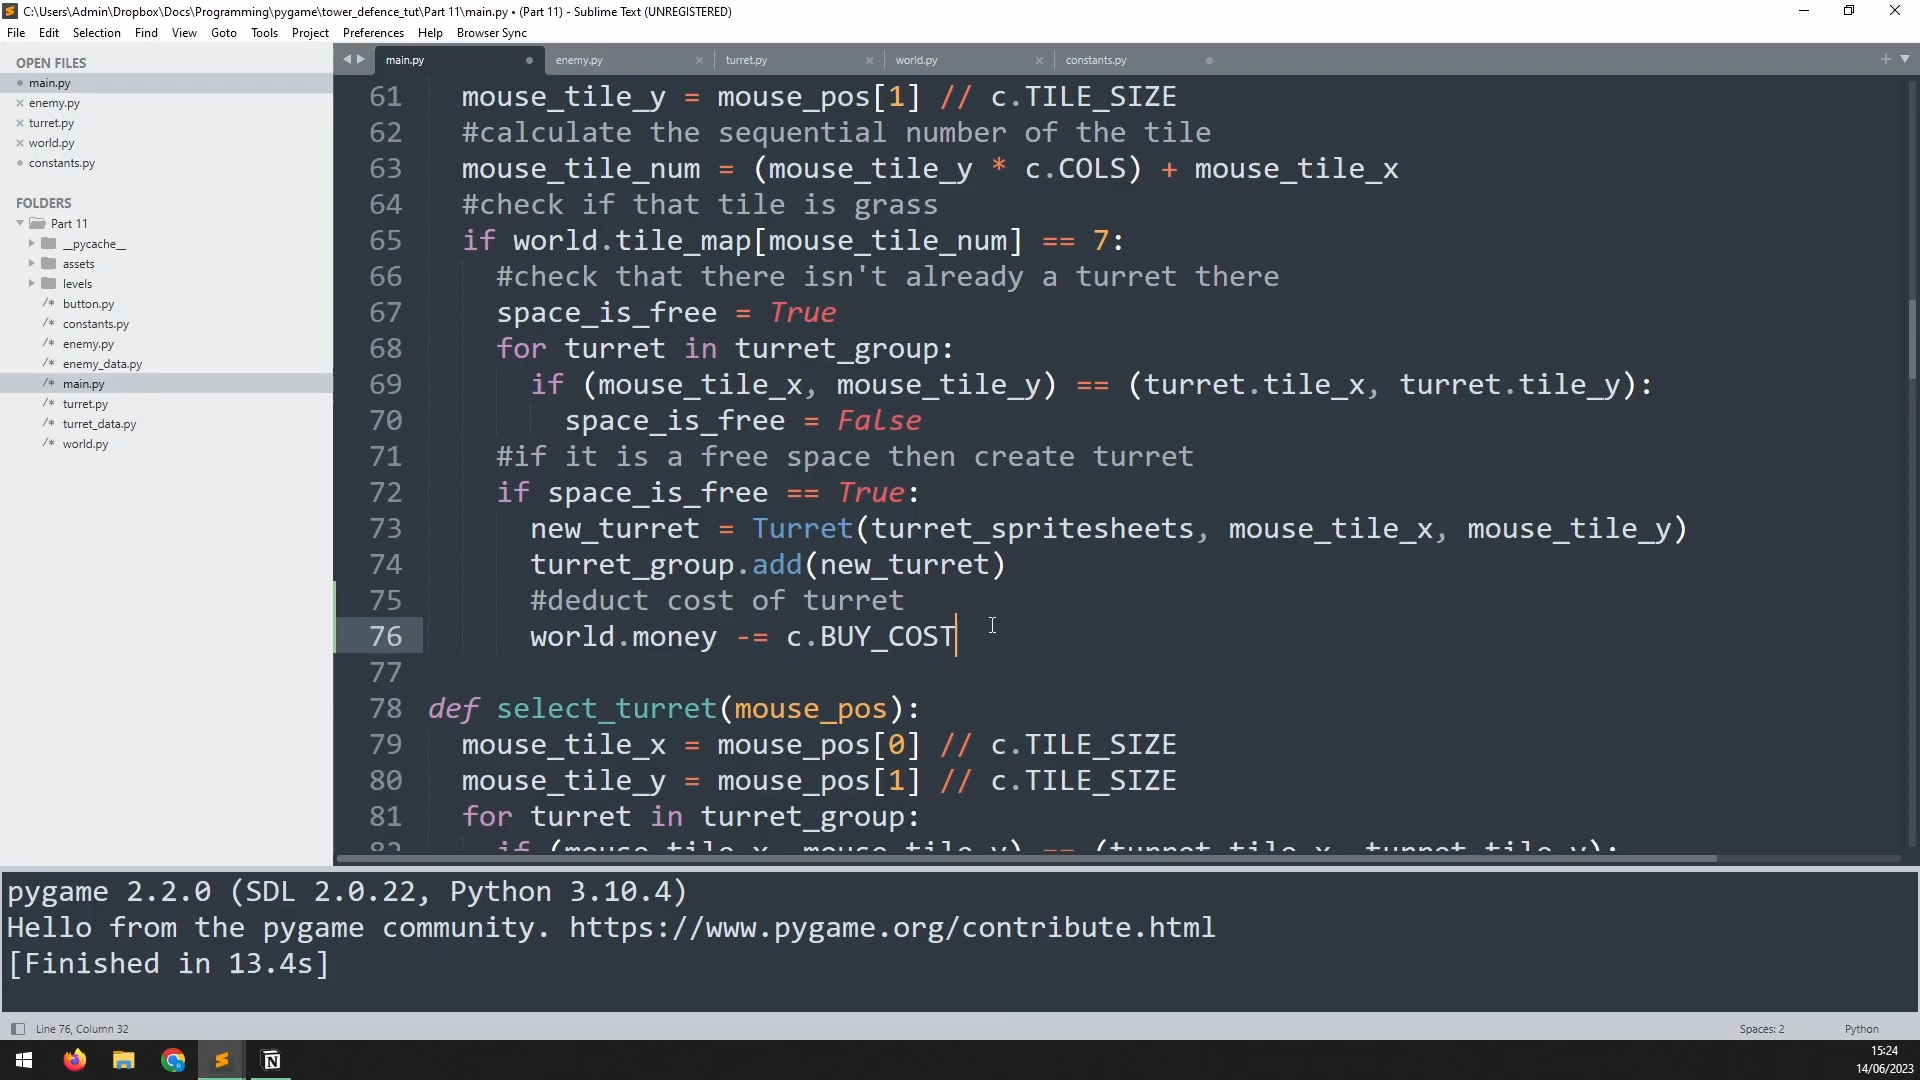 C:\Users\Admin\Dropbox\Docs\Programming\pygame\tower_defence_tut\Part 11\main.py • (Part 11) - Sublime Text (UNREGISTERED)
File Edit Selection Find View Goto Tools Project Preferences Help Browser Sync
OPEN FILES
main.py
enemy.py
turret.py
world.py
constants.py
FOLDERS
Part 11
__pycache__
assets
levels
/* button.py
/* constants.py
/* enemy.py
/* enemy_data.py
/* main.py
/* turret.py
/* turret_data.py
/* world.py
main.py enemy.py turret.py world.py constants.py
61 mouse_tile_y = mouse_pos[1] // c.TILE_SIZE
62 #calculate the sequential number of the tile
63 mouse_tile_num = (mouse_tile_y * c.COLS) + mouse_tile_x
64 #check if that tile is grass
65 if world.tile_map[mouse_tile_num] == 7:
66 #check that there isn't already a turret there
67 space_is_free = True
68 for turret in turret_group:
69 if (mouse_tile_x, mouse_tile_y) == (turret.tile_x, turret.tile_y):
70 space_is_free = False
71 #if it is a free space then create turret
72 if space_is_free == True:
73 new_turret = Turret(turret_spritesheets, mouse_tile_x, mouse_tile_y)
74 turret_group.add(new_turret)
75 #deduct cost of turret
76 world.money -= c.BUY_COST
77
78 def select_turret(mouse_pos):
79 mouse_tile_x = mouse_pos[0] // c.TILE_SIZE
80 mouse_tile_y = mouse_pos[1] // c.TILE_SIZE
81 for turret in turret_group:
82 if (mouse_tile_x, mouse_tile_y) == (turret.tile_x, turret.tile_y):
pygame 2.2.0 (SDL 2.0.22, Python 3.10.4)
Hello from the pygame community. https://www.pygame.org/contribute.html
[Finished in 13.4s]
Line 76, Column 32
Spaces: 2
Python
15:24
14/06/2023